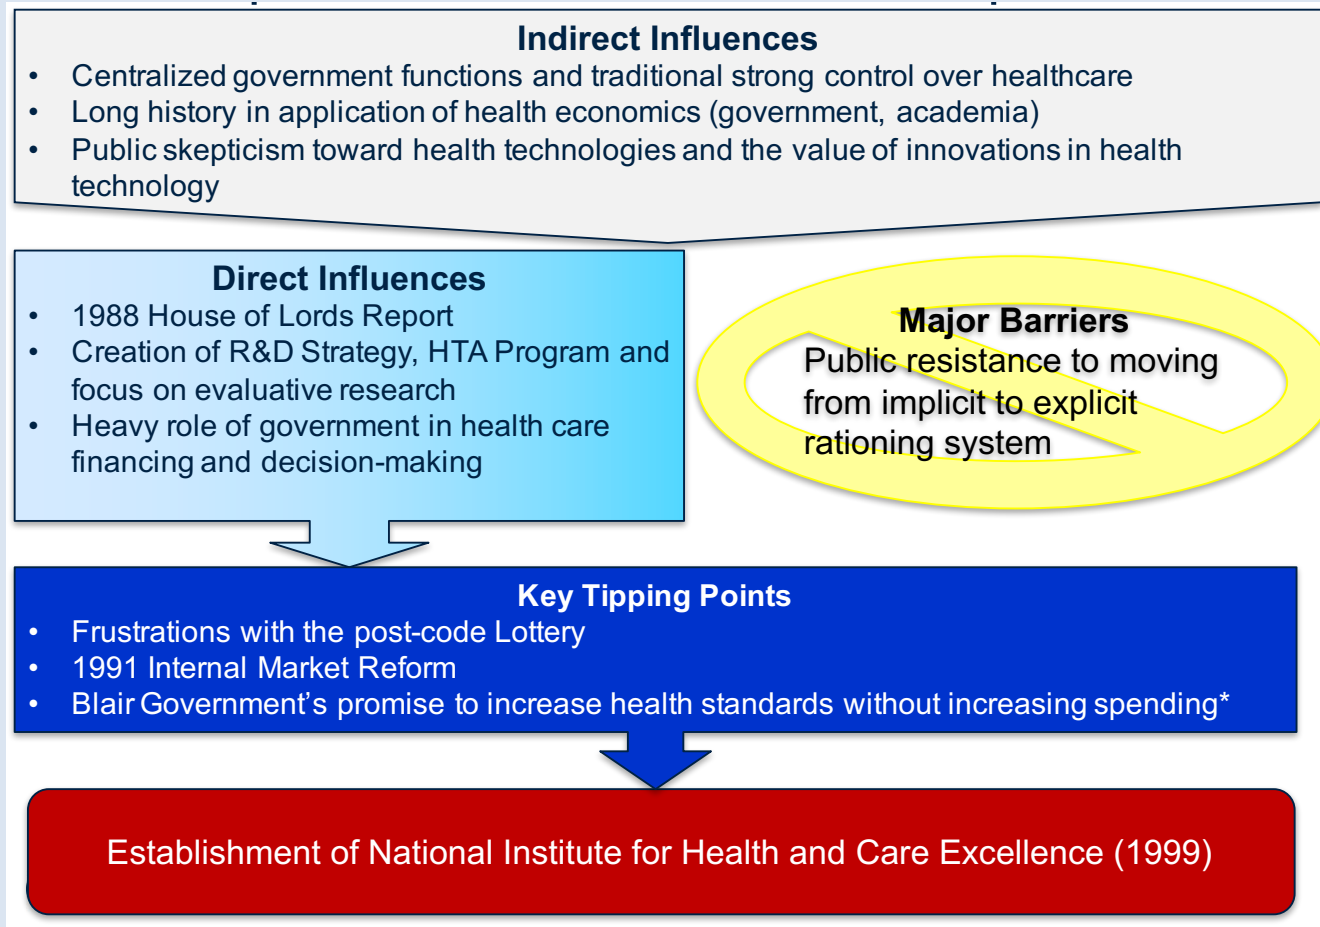 Indirect Influences
• Centralized government functions and traditional strong control over healthcare
• Long history in application of health economics (government, academia)
• Public skepticism toward health technologies and the value of innovations in health
technology
Direct Influences
• 1988 House of Lords Report
• Creation of R&D Strategy, HTA Program and
focus on evaluative research
• Heavy role of government in health care
financing and decision-making
Major Barriers
Public resistance to moving
from implicit to explicit
rationing system
Key Tipping Points
• Frustrations with the post-code Lottery
• 1991 Internal Market Reform
• Blair Government’s promise to increase health standards without increasing spending*
Establishment of National Institute for Health and Care Excellence (1999)